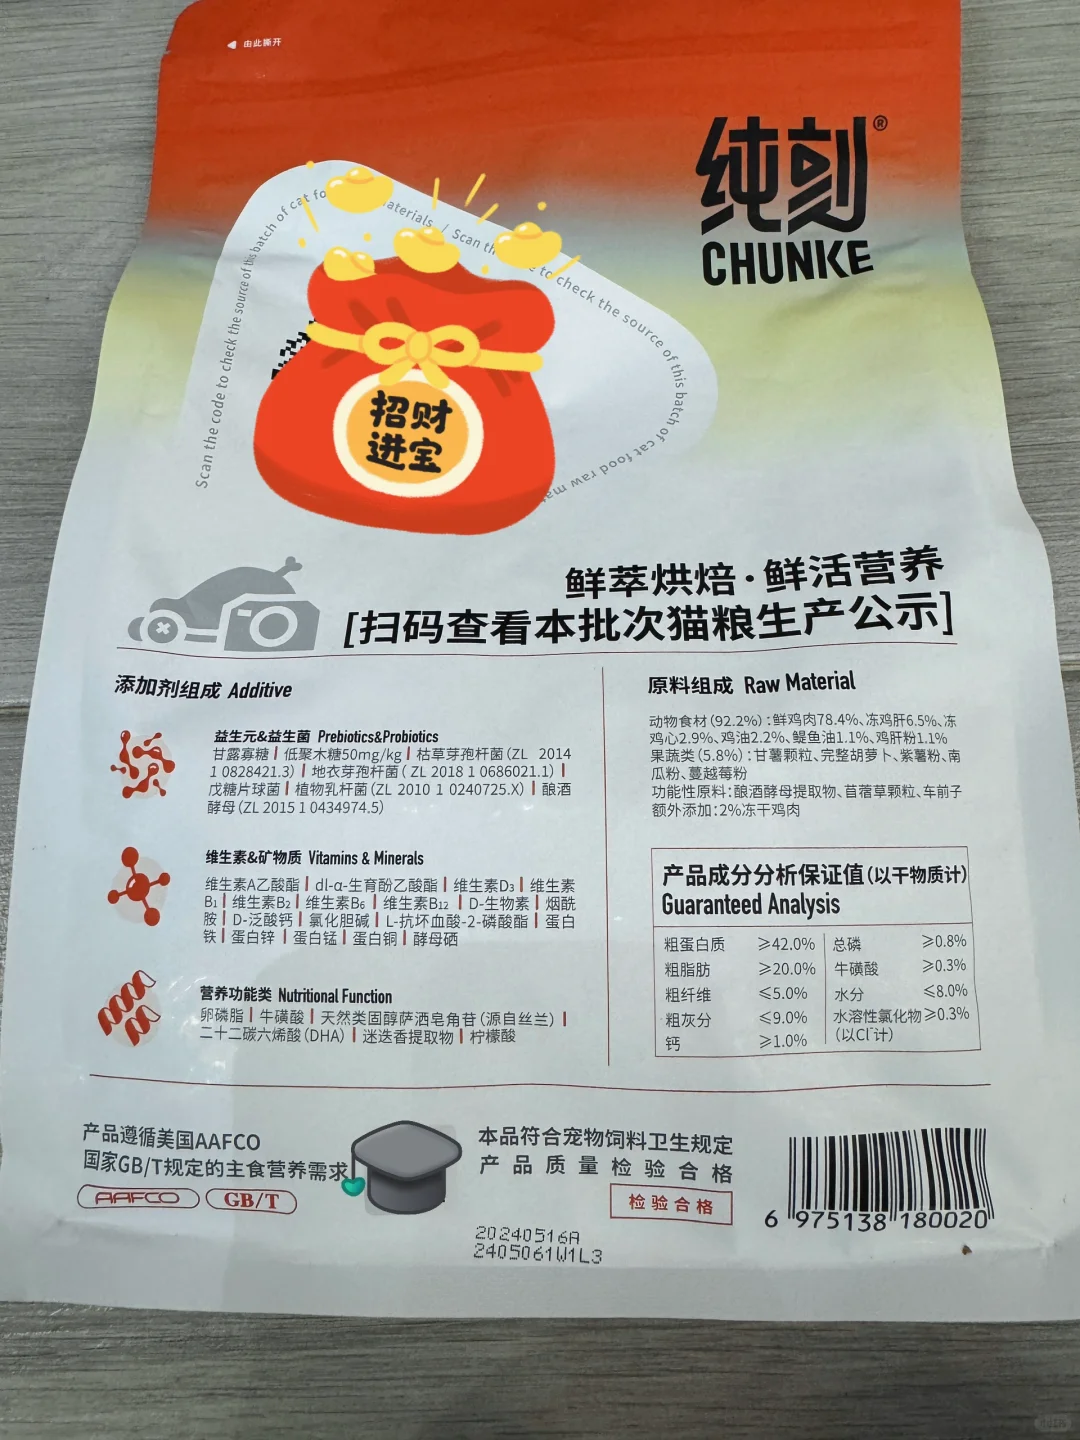 由此撕开
纯刻®
CHUNKE
Scan the code to check the source of this batch of cat fo
aterials / Scan th
to check the source of this batch of cat food raw mat
招财
进宝
鲜萃烘焙·鲜活营养
[扫码查看本批次猫粮生产公示]
添加剂组成 Additive
益生元&益生菌 Prebiotics&Probiotics
甘露寡糖 | 低聚木糖50mg/kg | 枯草芽孢杆菌(ZL 2014
1 0828421.3) | 地衣芽孢杆菌( ZL 2018 1 0686021.1) |
戊糖片球菌 | 植物乳杆菌(ZL 2010 1 0240725.X) | 酿酒
酵母(ZL 2015 1 0434974.5)
维生素&矿物质 Vitamins & Minerals
维生素A乙酸酯 | dl-α-生育酚乙酸酯 | 维生素D₃ | 维生素
B₁ | 维生素B₂ | 维生素B₆ | 维生素B₁₂ | D-生物素 | 烟酰
胺 | D-泛酸钙 | 氯化胆碱 | L-抗坏血酸-2-磷酸酯 | 蛋白
铁 | 蛋白锌 | 蛋白锰 | 蛋白铜 | 酵母硒
营养功能类 Nutritional Function
卵磷脂 | 牛磺酸 | 天然类固醇萨洒皂角苷(源自丝兰) |
二十二碳六烯酸(DHA) | 迷迭香提取物 | 柠檬酸
原料组成 Raw Material
动物食材(92.2%):鲜鸡肉78.4%、冻鸡肝6.5%、冻
鸡心2.9%、鸡油2.2%、鳀鱼油1.1%、鸡肝粉1.1%
果蔬类(5.8%):甘薯颗粒、完整胡萝卜、紫薯粉、南
瓜粉、蔓越莓粉
功能性原料:酿酒酵母提取物、苜蓿草颗粒、车前子
额外添加:2%冻干鸡肉
产品成分分析保证值(以干物质计)
Guaranteed Analysis
粗蛋白质 ≥42.0% 总磷 ≥0.8%
粗脂肪 ≥20.0% 牛磺酸 ≥0.3%
粗纤维 ≤5.0% 水分 ≤8.0%
粗灰分 ≤9.0% 水溶性氯化物 ≥0.3%
钙 ≥1.0% (以Cl⁻计)
产品遵循美国AAFCO
国家GB/T规定的主食营养需求
AAFCO GB/T
本品符合宠物饲料卫生规定
产品质量检验合格
检验合格
20240516A
2405061W1L3
6 975138 180020